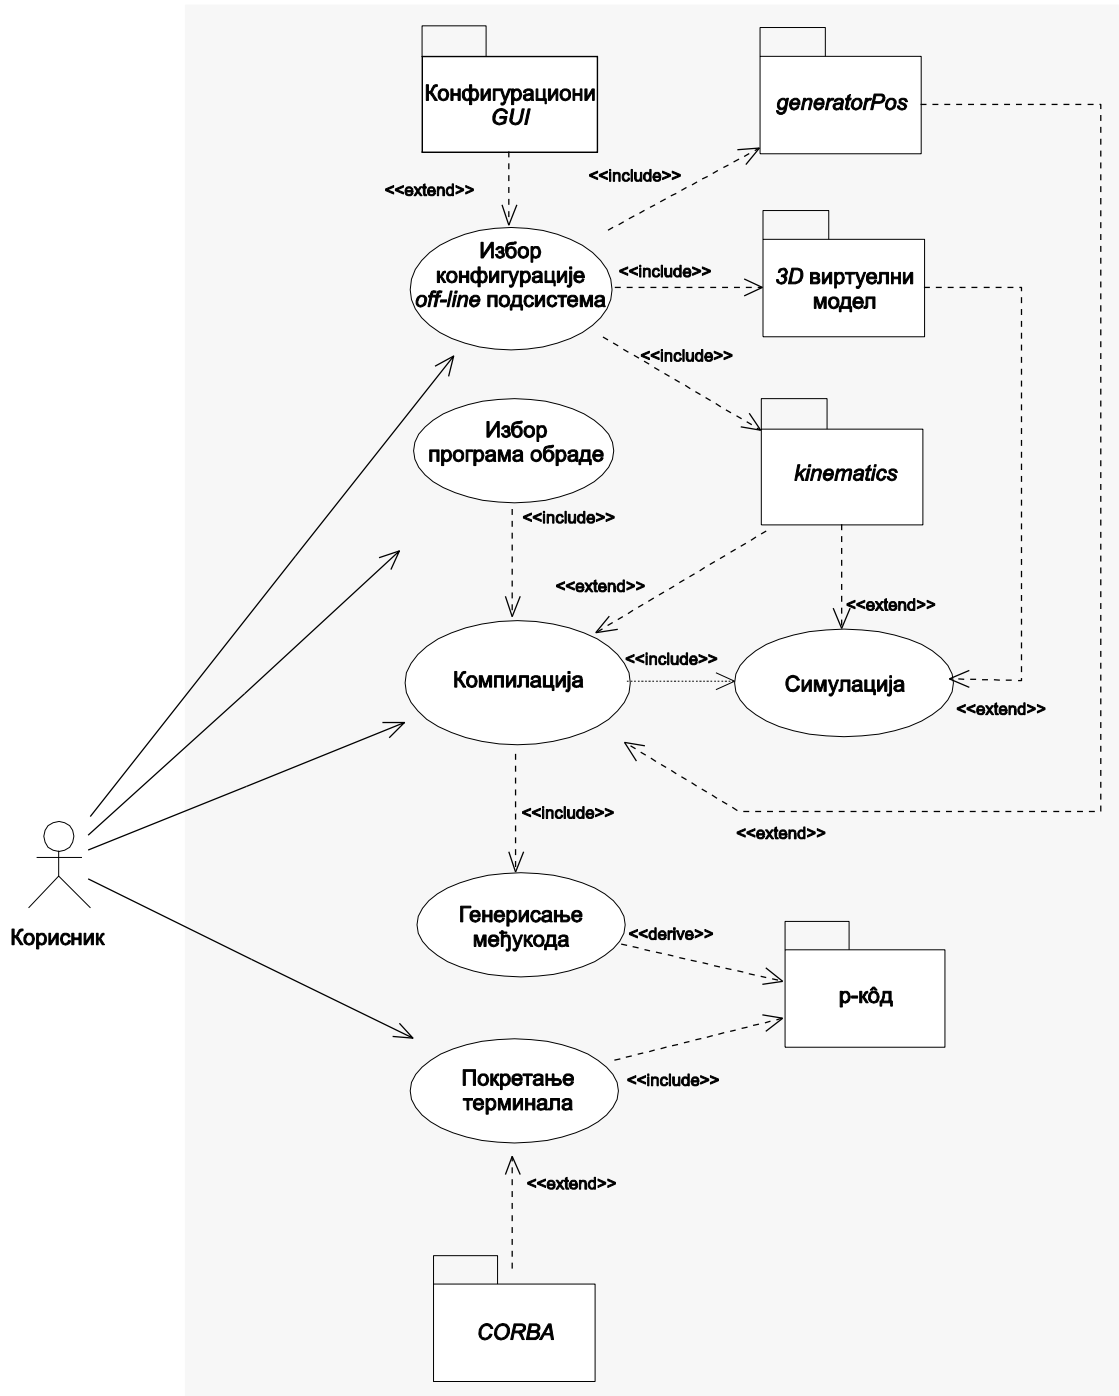 Конфигурациони
GUI
generatorPos
<<extend>>
<<include>>
Избор
конфигурације
off-line подсистема
<<include>>
3D виртуелни
модел
<<include>>
Избор
програма обраде
kinematics
<<include>>
<<extend>>
<<extend>>
Компилација
<<include>>
Симулација
<<extend>>
<<include>>
<<extend>>
Корисник
Генерисање
међукода
<<derive>>
р-кôд
Покретање
терминала
<<include>>
<<extend>>
CORBA